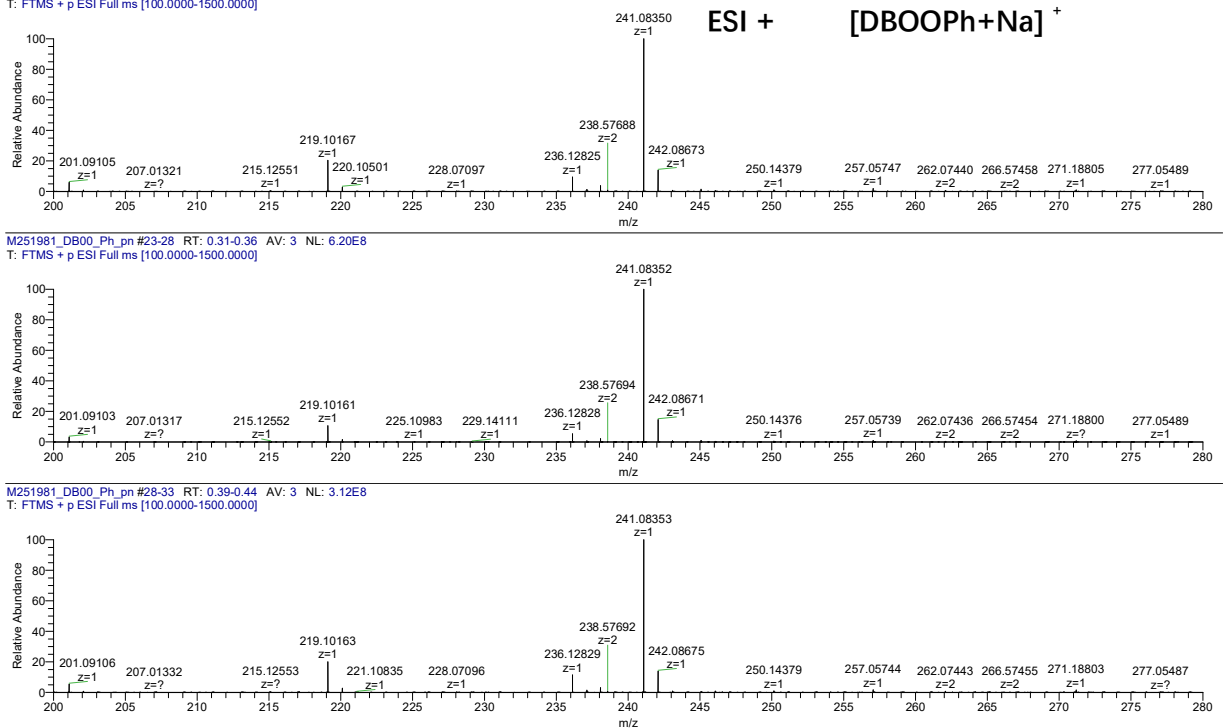 T: FTMS + p ESI Full ms [100.0000-1500.0000]
ESI + [DBOOPh+Na] +
241.08350
z=1
238.57688
z=2
219.10167
z=1
242.08673
z=1
236.12825
z=1
201.09105
z=1
207.01321
z=?
215.12551
z=1
220.10501
z=1
228.07097
z=1
250.14379
z=1
257.05747
z=1
262.07440
z=2
266.57458
z=2
271.18805
z=1
277.05489
z=1
Relative Abundance
100
80
60
40
20
0
200 205 210 215 220 225 230 235 240 245 250 255 260 265 270 275 280
m/z
M251981_DB00_Ph_pn #23-28 RT: 0.31-0.36 AV: 3 NL: 6.20E8
T: FTMS + p ESI Full ms [100.0000-1500.0000]
241.08352
z=1
238.57694
z=2
219.10161
z=1
242.08671
z=1
236.12828
z=1
201.09103
z=1
207.01317
z=?
215.12552
z=1
225.10983
z=1
229.14111
z=1
250.14376
z=1
257.05739
z=1
262.07436
z=2
266.57454
z=2
271.18800
z=?
277.05489
z=1
Relative Abundance
100
80
60
40
20
0
200 205 210 215 220 225 230 235 240 245 250 255 260 265 270 275 280
m/z
M251981_DB00_Ph_pn #28-33 RT: 0.39-0.44 AV: 3 NL: 3.12E8
T: FTMS + p ESI Full ms [100.0000-1500.0000]
241.08353
z=1
238.57692
z=2
219.10163
z=1
242.08675
z=1
236.12829
z=1
201.09106
z=1
207.01332
z=?
215.12553
z=?
221.10835
z=1
228.07096
z=1
250.14379
z=1
257.05744
z=1
262.07443
z=2
266.57455
z=2
271.18803
z=1
277.05487
z=?
Relative Abundance
100
80
60
40
20
0
200 205 210 215 220 225 230 235 240 245 250 255 260 265 270 275 280
m/z